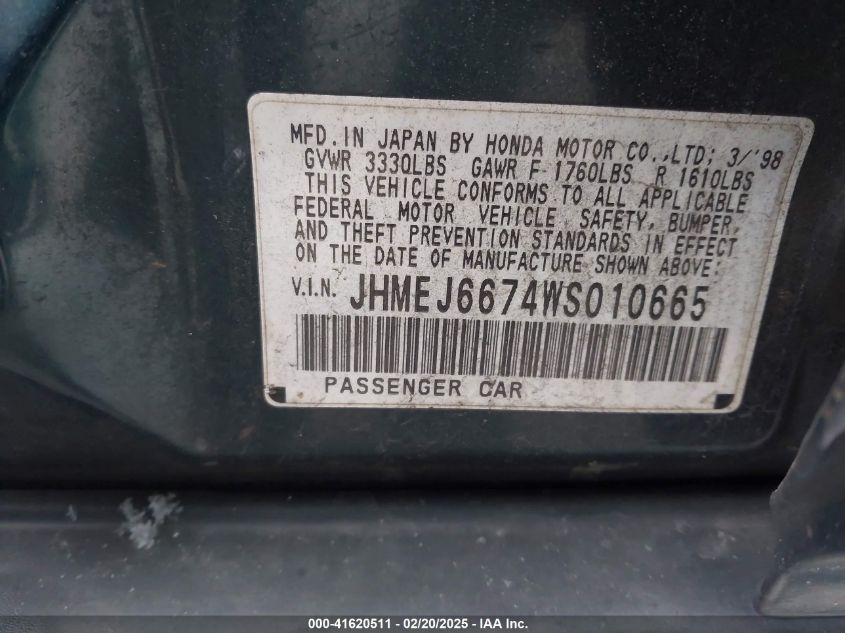 MFD. IN JAPAN BY HONDA MOTOR CO.,LTD; 3/'98
GVWR 3330LBS GAWR F 1760LBS R 1610LBS
THIS VEHICLE CONFORMS TO ALL APPLICABLE
FEDERAL MOTOR VEHICLE SAFETY, BUMPER,
AND THEFT PREVENTION STANDARDS IN EFFECT
ON THE DATE OF MANUFACTURE SHOWN ABOVE:
V.I.N. JHMEJ6674WS010665
PASSENGER CAR
000-41620511 - 02/20/2025 - IAA Inc.